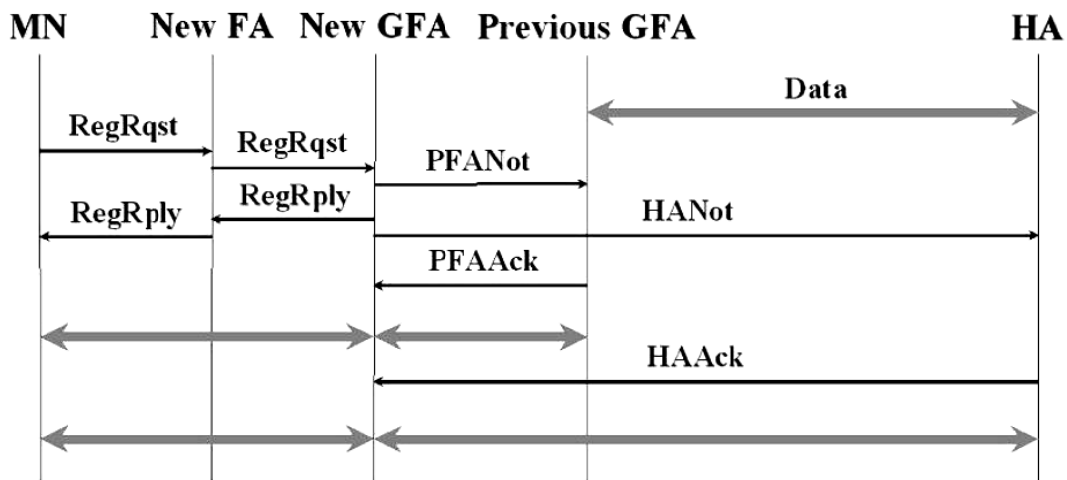 MN New FA New GFA Previous GFA HA
Data
RegRqst
RegRqst
PFANot
RegRply
RegRply
HANot
PFAAck
HAAck